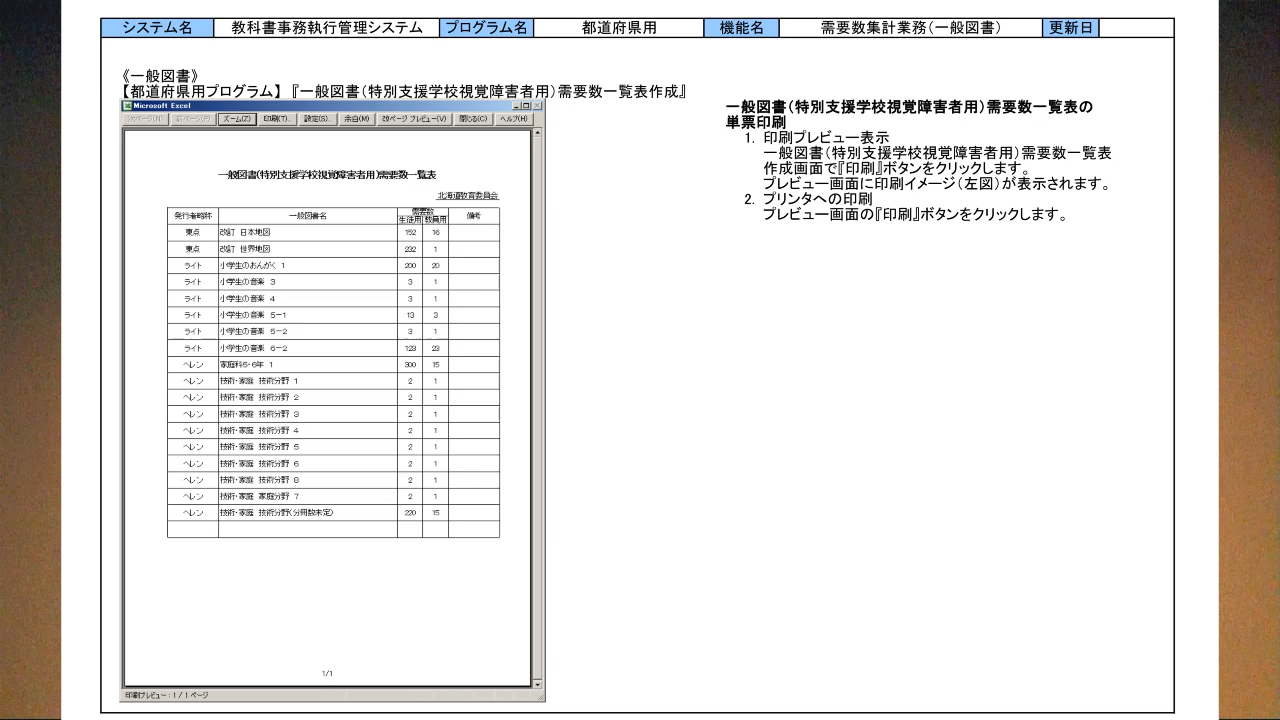 システム名 教科書事務執行管理システム プログラム名 都道府県用 機能名 需要数集計業務（一般図書） 更新日
《一般図書》
【都道府県用プログラム】『一般図書（特別支援学校視覚障害者用）需要数一覧表作成』
Microsoft Excel
次ページ(N) 前ページ(P) ズーム(Z) 印刷(T)... 設定(S)... 余白(M) 改ページ プレビュー(V) 閉じる(C) ヘルプ(H)
一般図書(特別支援学校視覚障害者用)需要数一覧表
北海道教育委員会
発行者略称 一般図書名 需要数 備考
生徒用 教員用
東点 改訂 日本地図 152 16
東点 改訂 世界地図 232 1
ライト 小学生のおんがく 1 200 20
ライト 小学生の音楽 3 3 1
ライト 小学生の音楽 4 3 1
ライト 小学生の音楽 5－1 13 3
ライト 小学生の音楽 5－2 3 1
ライト 小学生の音楽 6－2 123 23
ヘレン 家庭科5・6年 1 300 15
ヘレン 技術・家庭 技術分野 1 2 1
ヘレン 技術・家庭 技術分野 2 2 1
ヘレン 技術・家庭 技術分野 3 2 1
ヘレン 技術・家庭 技術分野 4 2 1
ヘレン 技術・家庭 技術分野 5 2 1
ヘレン 技術・家庭 技術分野 6 2 1
ヘレン 技術・家庭 技術分野 8 2 1
ヘレン 技術・家庭 家庭分野 7 2 1
ヘレン 技術・家庭 技術分野(分冊数未定) 220 15
1/1
印刷プレビュー : 1 / 1 ページ
一般図書（特別支援学校視覚障害者用）需要数一覧表の
単票印刷
1. 印刷プレビュー表示
一般図書（特別支援学校視覚障害者用）需要数一覧表
作成画面で『印刷』ボタンをクリックします。
プレビュー画面に印刷イメージ（左図）が表示されます。
2. プリンタへの印刷
プレビュー画面の『印刷』ボタンをクリックします。